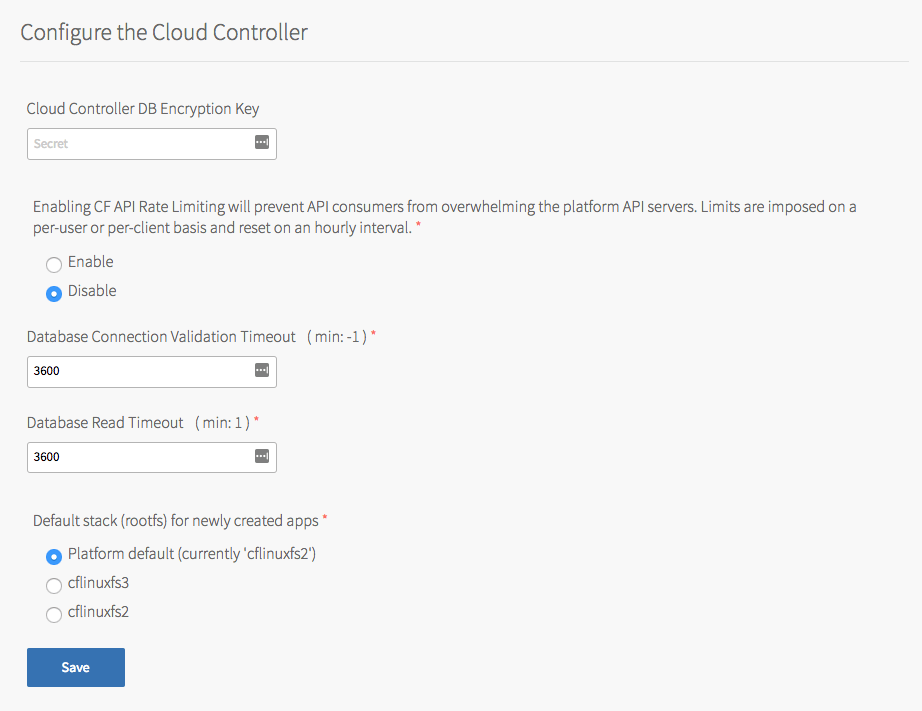 Configure the Cloud Controller
Cloud Controller DB Encryption Key
Secret
Enabling CF API Rate Limiting will prevent API consumers from overwhelming the platform API servers. Limits are imposed on a
per-user or per-client basis and reset on an hourly interval. *
Enable
Disable
Database Connection Validation Timeout ( min: -1 ) *
3600
Database Read Timeout ( min: 1 ) *
3600
Default stack (rootfs) for newly created apps *
Platform default (currently 'cflinuxfs2')
cflinuxfs3
cflinuxfs2
Save